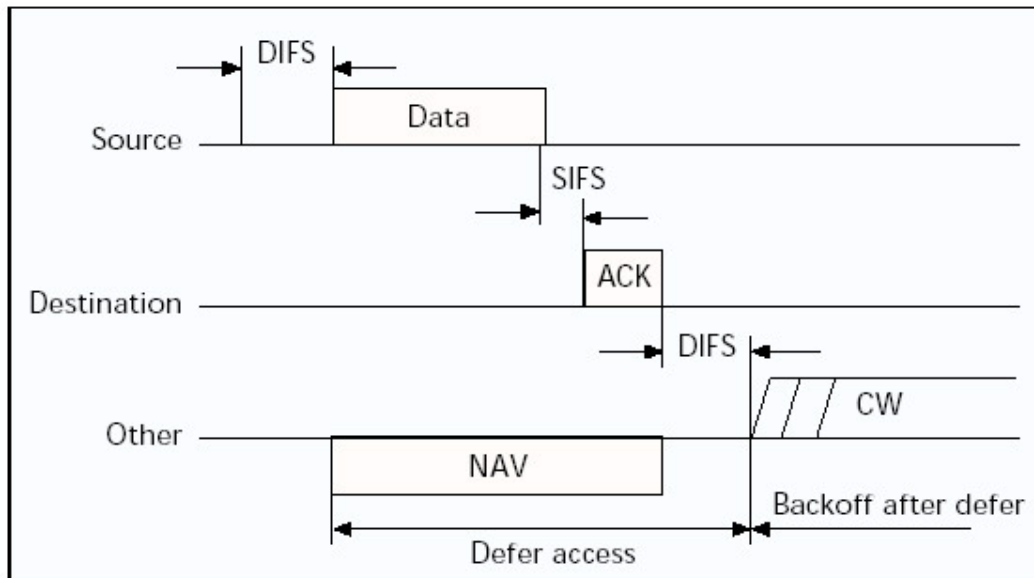 DIFS
Data
Source
SIFS
ACK
Destination
DIFS
CW
Other
NAV
Backoff after defer
Defer access